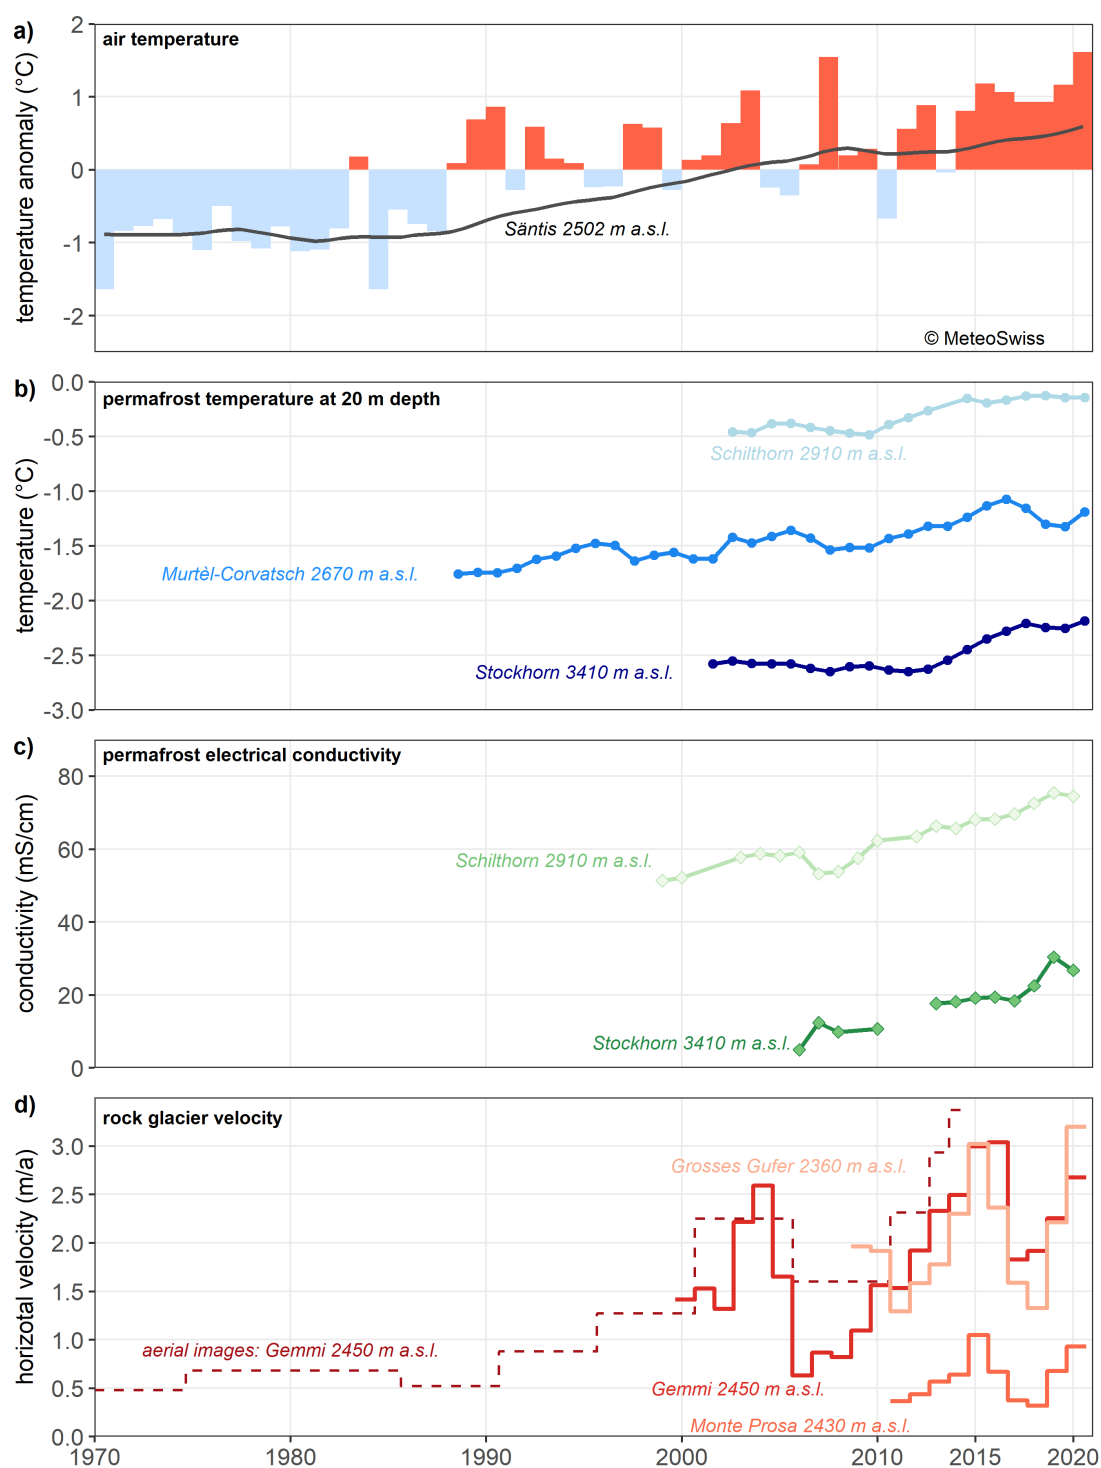 a)
air temperature
temperature anomaly (°C)
2
1
0
-1
-2
Säntis 2502 m a.s.l.
© MeteoSwiss
b)
permafrost temperature at 20 m depth
temperature (°C)
0.0
-0.5
-1.0
-1.5
-2.0
-2.5
-3.0
Schilthorn 2910 m a.s.l.
Murtèl-Corvatsch 2670 m a.s.l.
Stockhorn 3410 m a.s.l.
c)
permafrost electrical conductivity
conductivity (mS/cm)
80
60
40
20
0
Schilthorn 2910 m a.s.l.
Stockhorn 3410 m a.s.l.
d)
rock glacier velocity
horizotal velocity (m/a)
3.0
2.5
2.0
1.5
1.0
0.5
0.0
Grosses Gufer 2360 m a.s.l.
aerial images: Gemmi 2450 m a.s.l.
Gemmi 2450 m a.s.l.
Monte Prosa 2430 m a.s.l.
1970 1980 1990 2000 2010 2015 2020